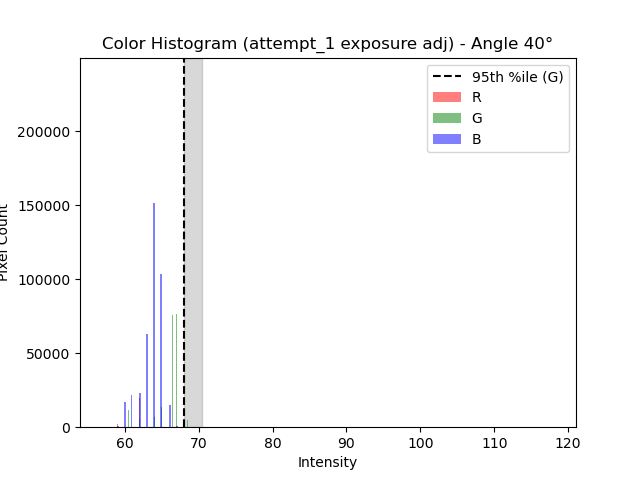 Color Histogram (attempt_1 exposure adj) - Angle 40°
95th %ile (G)
R
G
B
200000
150000
100000
50000
0
Pixel Count
60 70 80 90 100 110 120
Intensity